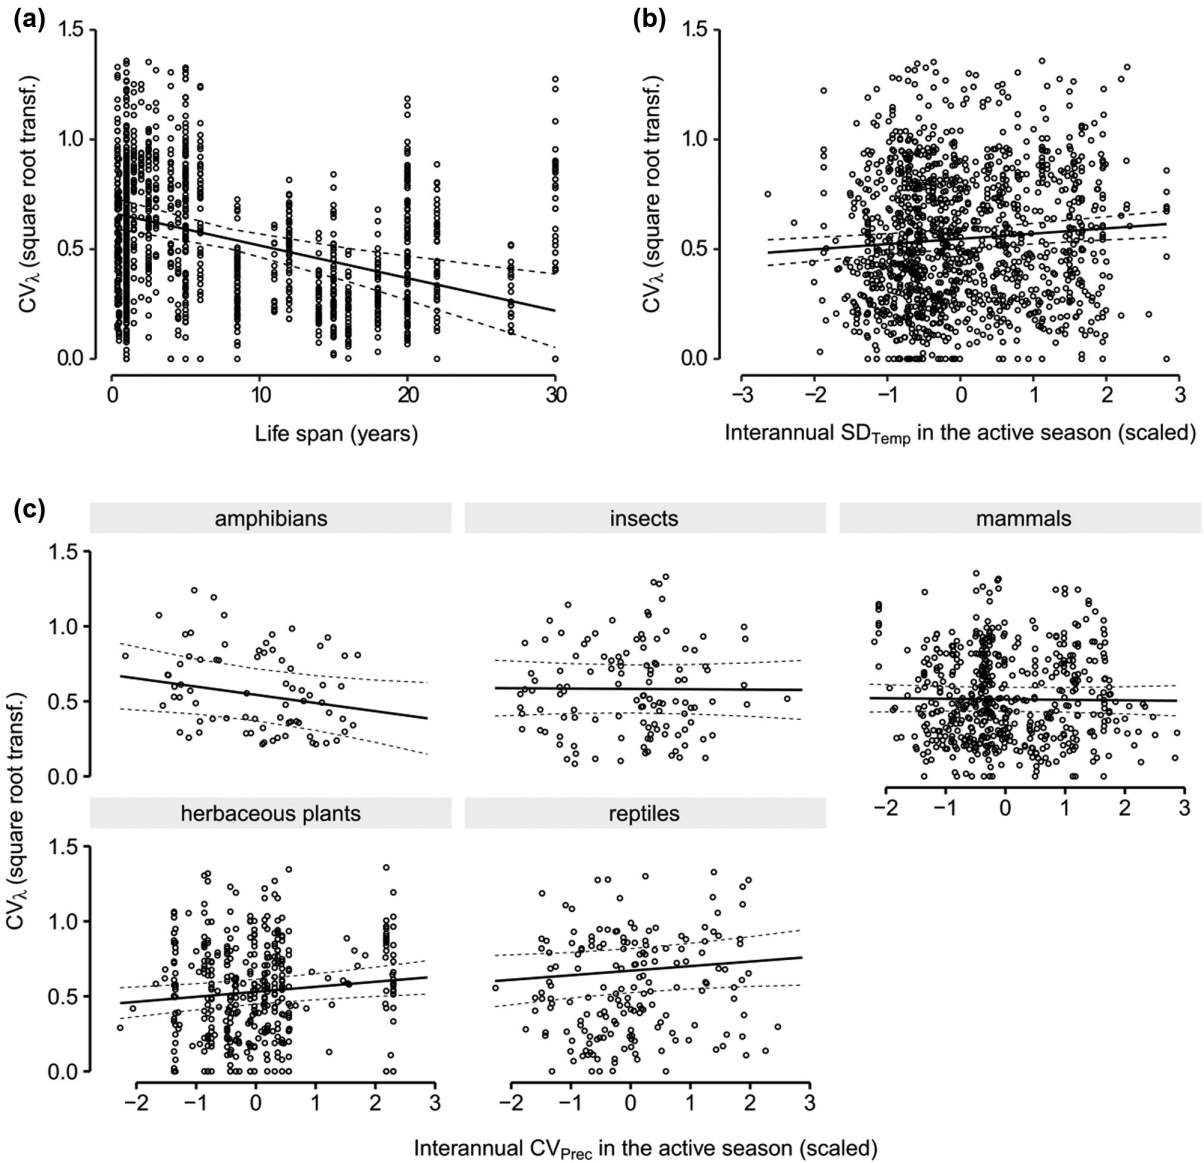 (a)
1.5
1.0
0.5
0.0
CVλ (square root transf.)
0 10 20 30
Life span (years)
(b)
1.5
1.0
0.5
0.0
CVλ (square root transf.)
−3 −2 −1 0 1 2 3
Interannual SDTemp in the active season (scaled)
(c)
amphibians insects mammals
1.5
1.0
0.5
0.0
−2 −1 0 1 2 3
herbaceous plants reptiles
CVλ (square root transf.)
1.5
1.0
0.5
0.0
−2 −1 0 1 2 3 −2 −1 0 1 2 3
Interannual CVPrec in the active season (scaled)